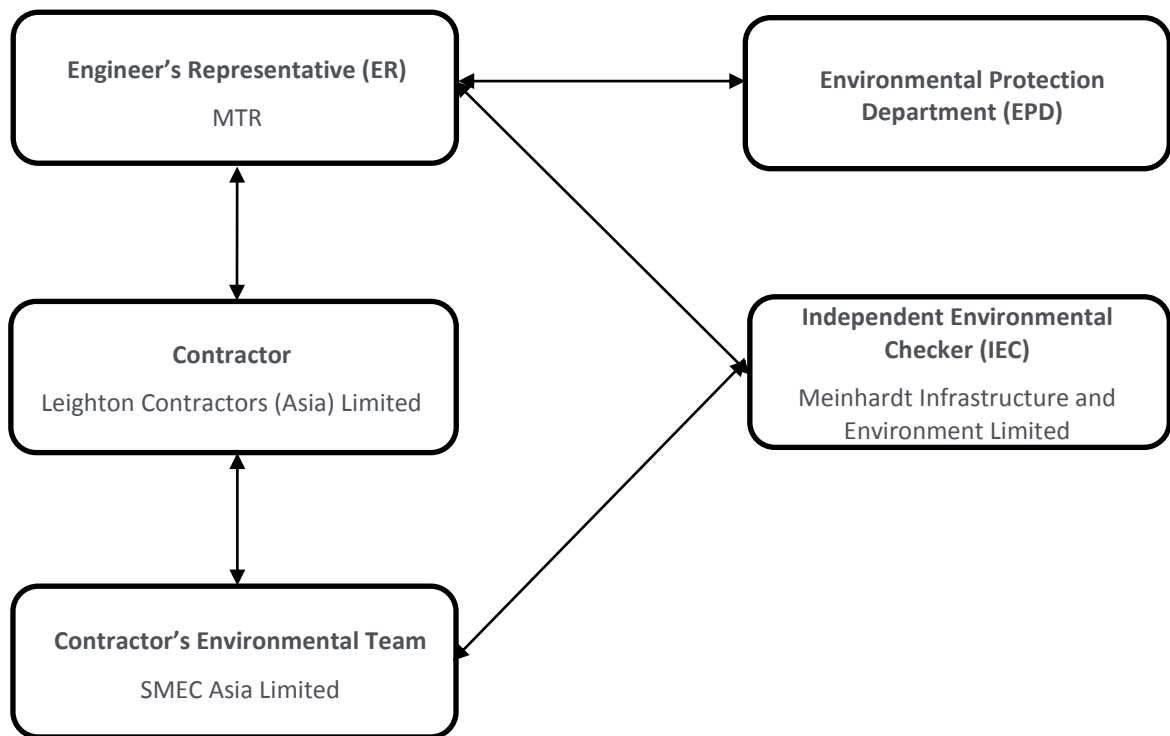 Engineer’s Representative (ER)
MTR
Environmental Protection
Department (EPD)
Contractor
Leighton Contractors (Asia) Limited
Independent Environmental
Checker (IEC)
Meinhardt Infrastructure and
Environment Limited
Contractor’s Environmental Team
SMEC Asia Limited